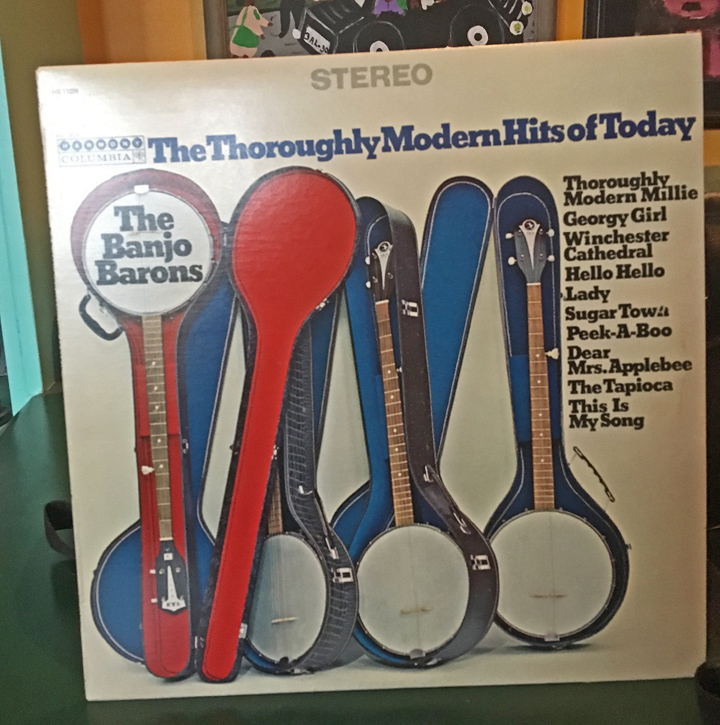 STEREO
HARMONY
COLUMBIA
The Thoroughly Modern Hits of Today
The
Banjo
Barons
Thoroughly
Modern Millie
Georgy Girl
Winchester
Cathedral
Hello Hello
Lady
Sugar Town
Peek-A-Boo
Dear
Mrs. Applebee
The Tapioca
This Is
My Song